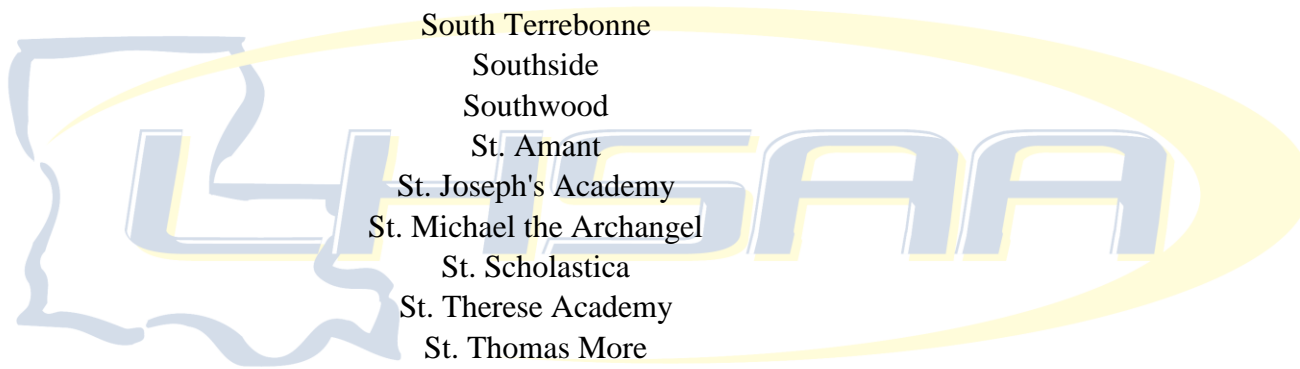 South Terrebonne
Southside
Southwood
St. Amant
St. Joseph's Academy
St. Michael the Archangel
St. Scholastica
St. Therese Academy
St. Thomas More
LHSAA